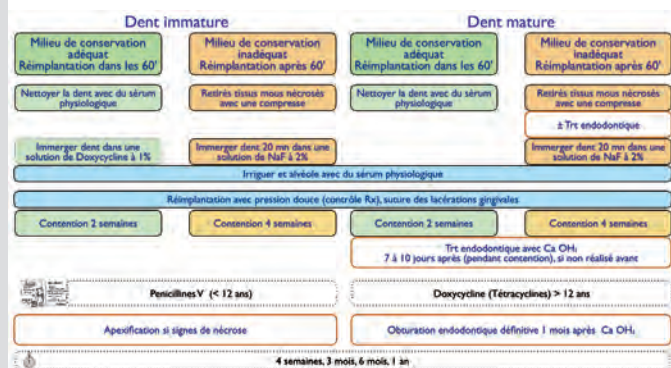 Dent immature
Dent mature
Milieu de conservation
adéquat
Réimplantation dans les 60'
Milieu de conservation
inadéquat
Réimplantation après 60'
Milieu de conservation
adéquat
Réimplantation dans les 60'
Milieu de conservation
inadéquat
Réimplantation après 60'
Nettoyer la dent avec du sérum
physiologique
Retirés tissus mous nécrosés
avec une compresse
Nettoyer la dent avec du sérum
physiologique
Retirés tissus mous nécrosés
avec une compresse
± Trt endodontique
Immerger dent dans une
solution de Doxycycline à 1%
Immerger dent 20 mn dans une
solution de NaF à 2%
Immerger dent 20 mn dans une
solution de NaF à 2%
Irriguer et alvéole avec du sérum physiologique
Réimplantation avec pression douce (contrôle Rx), suture des lacérations gingivales
Contention 2 semaines
Contention 4 semaines
Contention 2 semaines
Contention 4 semaines
Trt endodontique avec Ca OH₂
7 à 10 jours après (pendant contention), si non réalisé avant
Penicillines V (< 12 ans)
Doxycycline (Tétracyclines) > 12 ans
Apexification si signes de nécrose
Obturation endodontique définitive 1 mois après Ca OH₂
4 semaines, 3 mois, 6 mois, 1 an